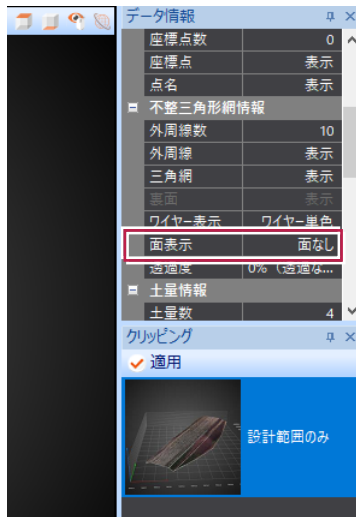 データ情報
座標点数 0
座標点 表示
点名 表示
不整三角形網情報
外周線数 10
外周線 表示
三角網 表示
裏面 表示
ワイヤー表示 ワイヤー単色
面表示 面なし
透過度 0% (透過な...
土量情報
土量数 4
クリッピング
適用
設計範囲のみ